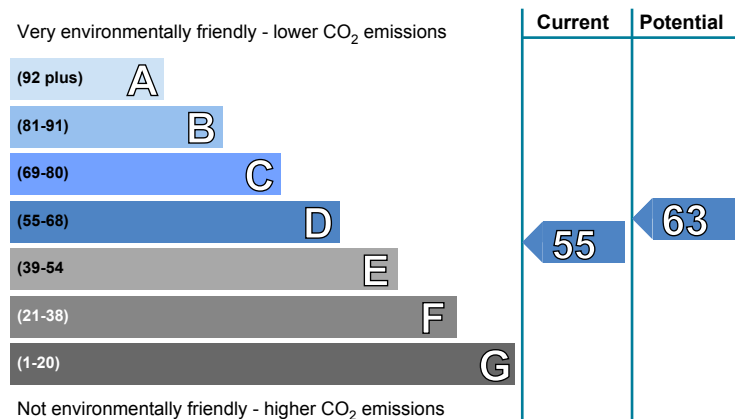 Very environmentally friendly - lower CO₂ emissions
Current
Potential
(92 plus) A
(81-91) B
(69-80) C
(55-68) D
(39-54 E
(21-38) F
(1-20) G
55
63
Not environmentally friendly - higher CO₂ emissions